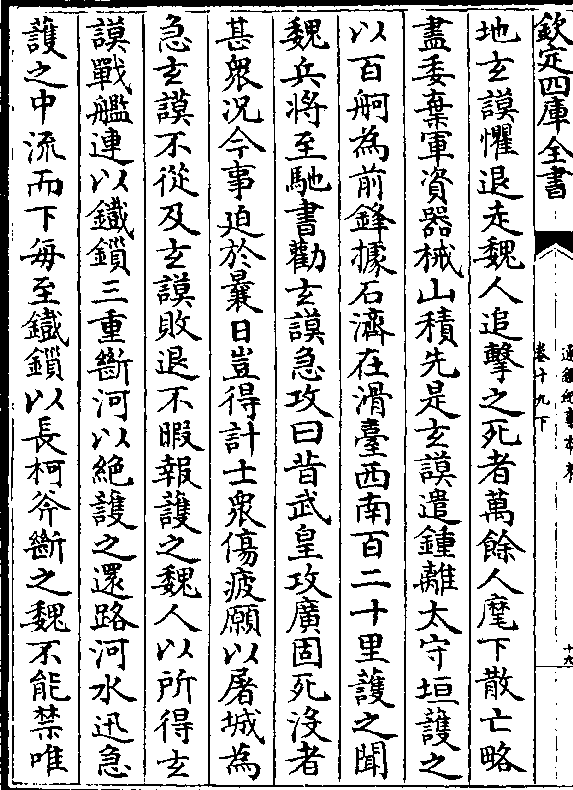 欽定四庫全書
通鑑紀事本末
卷十九下
十六
地玄謨懼退走魏人追擊之死者萬餘人麾下散亡略
盡委棄軍資器械山積先是玄謨遣鍾離太守垣護之
以百舸為前鋒據石濟在滑臺西南百二十里護之聞
魏兵將至馳書勸玄謨急攻曰昔武皇攻廣固死没者
甚衆況今事迫於曩日豈得計士衆傷疲願以屠城為
急玄謨不從及玄謨敗退不暇報護之魏人以所得玄
謨戰艦連以鐵鎖三重斷河以絶護之還路河水迅急
護之中流而下每至鐵鎖以長柯斧斷之魏不能禁唯